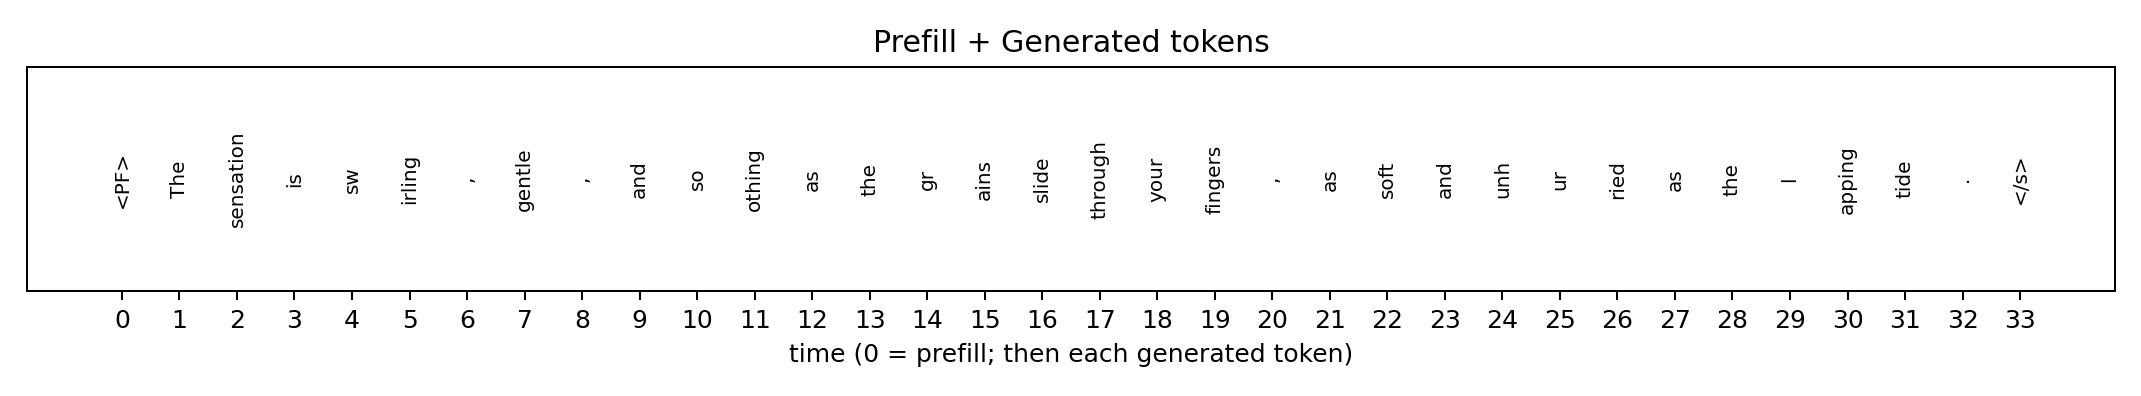 Prefill + Generated tokens
<PF> The sensation is sw irling , gentle , and so othing as the gr ains slide through your fingers , as soft and unh ur ried as the l apping tide . </s>
0 1 2 3 4 5 6 7 8 9 10 11 12 13 14 15 16 17 18 19 20 21 22 23 24 25 26 27 28 29 30 31 32 33
time (0 = prefill; then each generated token)